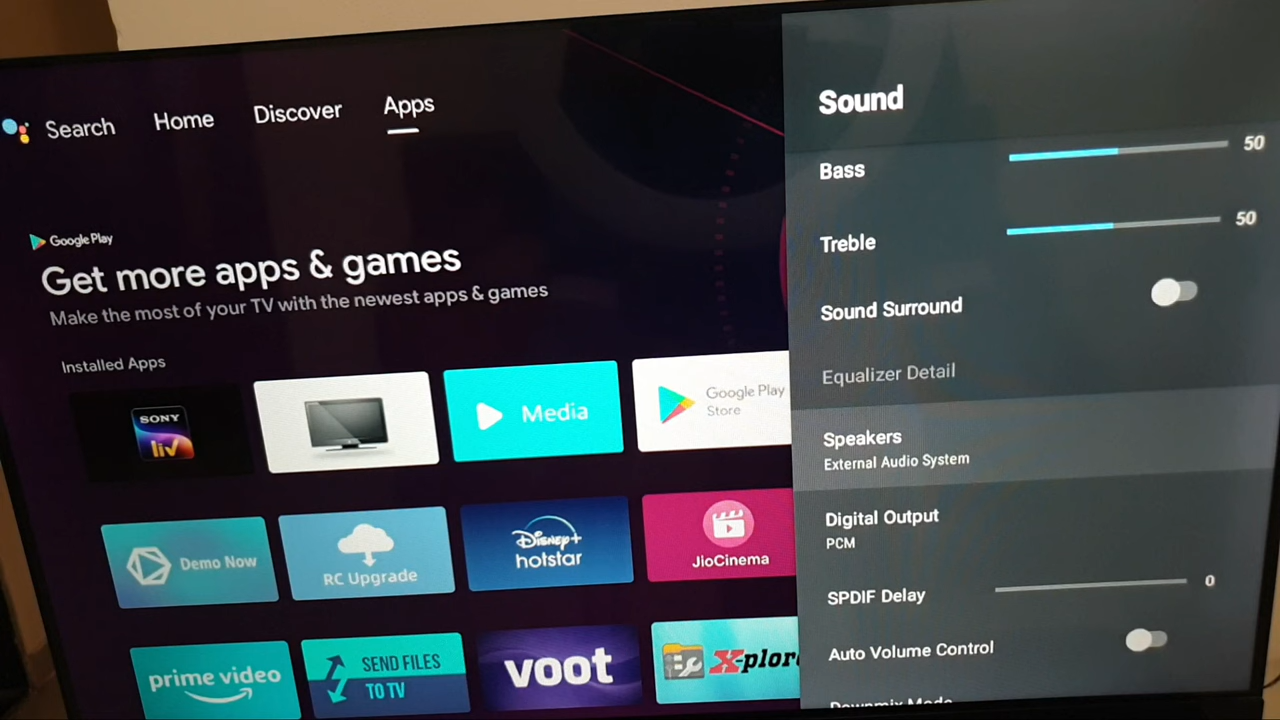 Search Home Discover Apps
Google Play
Get more apps & games
Make the most of your TV with the newest apps & games
Installed Apps
SONY
liv
Media
Google Play
Store
Demo Now
RC Upgrade
Disney+
hotstar
JioCinema
prime video
SEND FILES
TO TV
voot
X-plor
Sound
Bass 50
Treble 50
Sound Surround
Equalizer Detail
Speakers
External Audio System
Digital Output
PCM
SPDIF Delay 0
Auto Volume Control
Downmix Mode